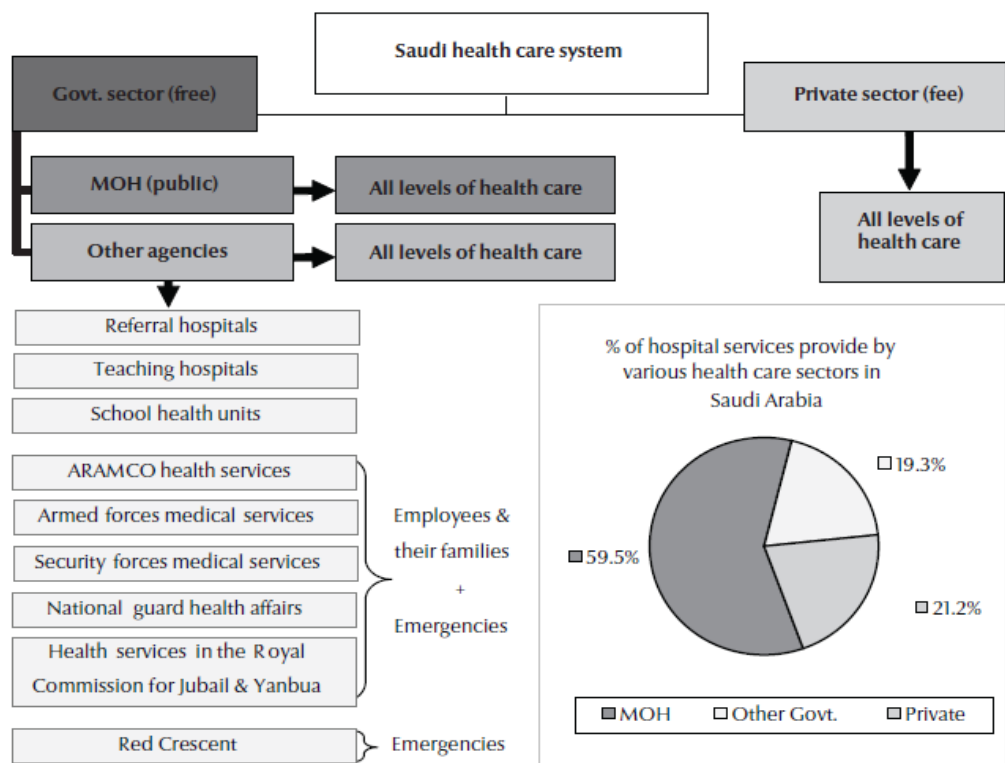 Saudi health care system
Govt. sector (free)
Private sector (fee)
MOH (public)
All levels of health care
Other agencies
All levels of health care
All levels of
health care
Referral hospitals
Teaching hospitals
School health units
ARAMCO health services
Armed forces medical services
Security forces medical services
National guard health affairs
Health services in the Royal
Commission for Jubail & Yanbua
Employees &
their families
+
Emergencies
Red Crescent
Emergencies
% of hospital services provide by
various health care sectors in
Saudi Arabia
19.3%
59.5%
21.2%
MOH
Other Govt.
Private